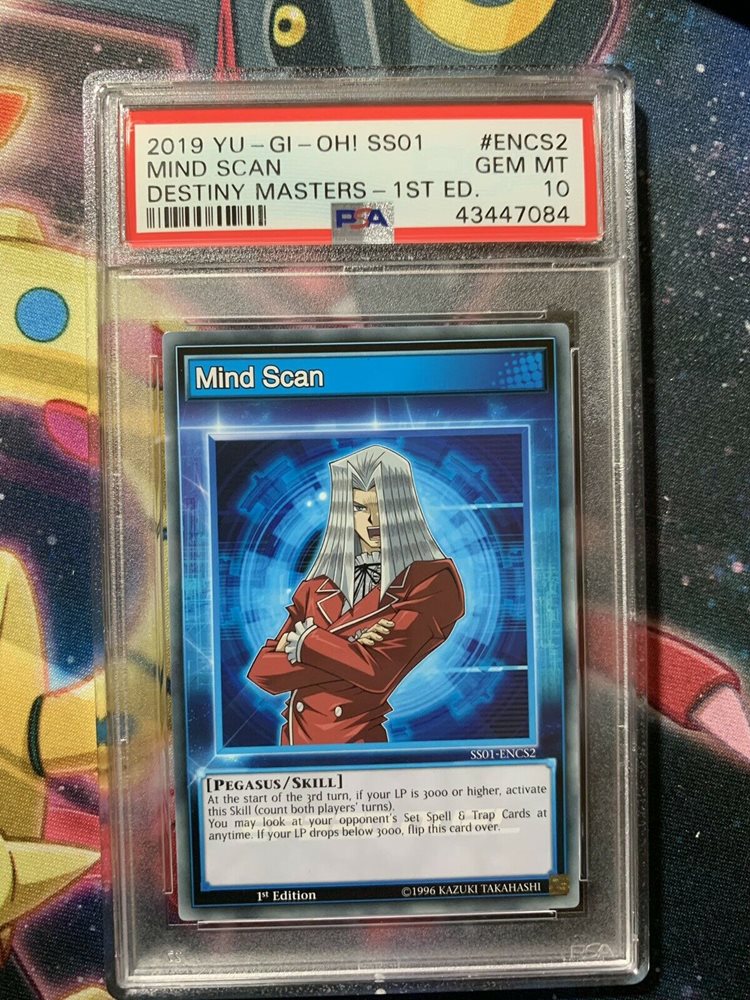 2019 YU-GI-OH! SS01 #ENCS2
MIND SCAN GEM MT
DESTINY MASTERS-1ST ED. 10
PSA 43447084
Mind Scan
SS01-ENCS2
[PEGASUS/SKILL]
At the start of the 3rd turn, if your LP is 3000 or higher, activate
this Skill (count both players' turns).
You may look at your opponent's Set Spell & Trap Cards at
anytime. If your LP drops below 3000, flip this card over.
1st Edition ©1996 KAZUKI TAKAHASHI
PSA